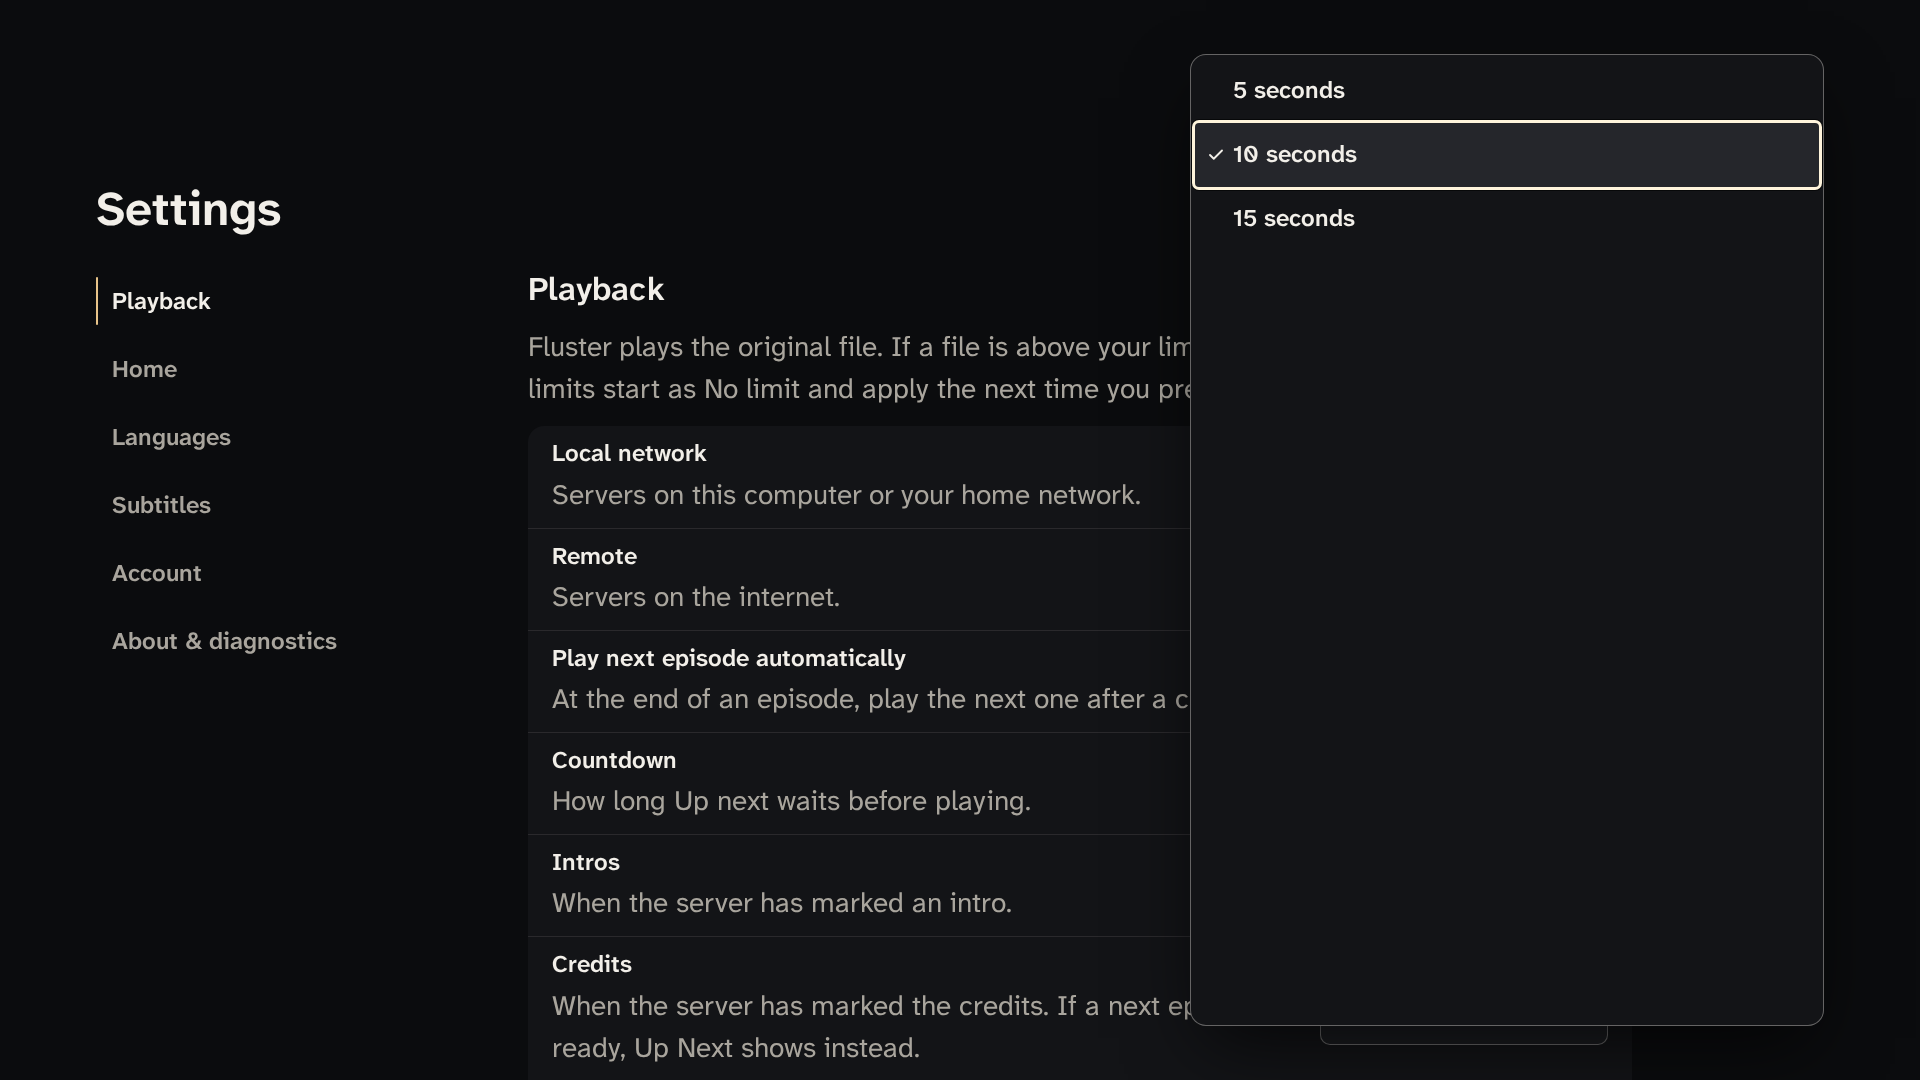 Settings
Playback
Home
Languages
Subtitles
Account
About & diagnostics
Playback
Fluster plays the original file. If a file is above your
limits start as No limit and apply the next time you
Local network
Servers on this computer or your home network.
Remote
Servers on the internet.
Play next episode automatically
At the end of an episode, play the next one after a
Countdown
How long Up next waits before playing.
Intros
When the server has marked an intro.
Credits
When the server has marked the credits. If a next
ready, Up Next shows instead.
5 seconds
10 seconds
15 seconds